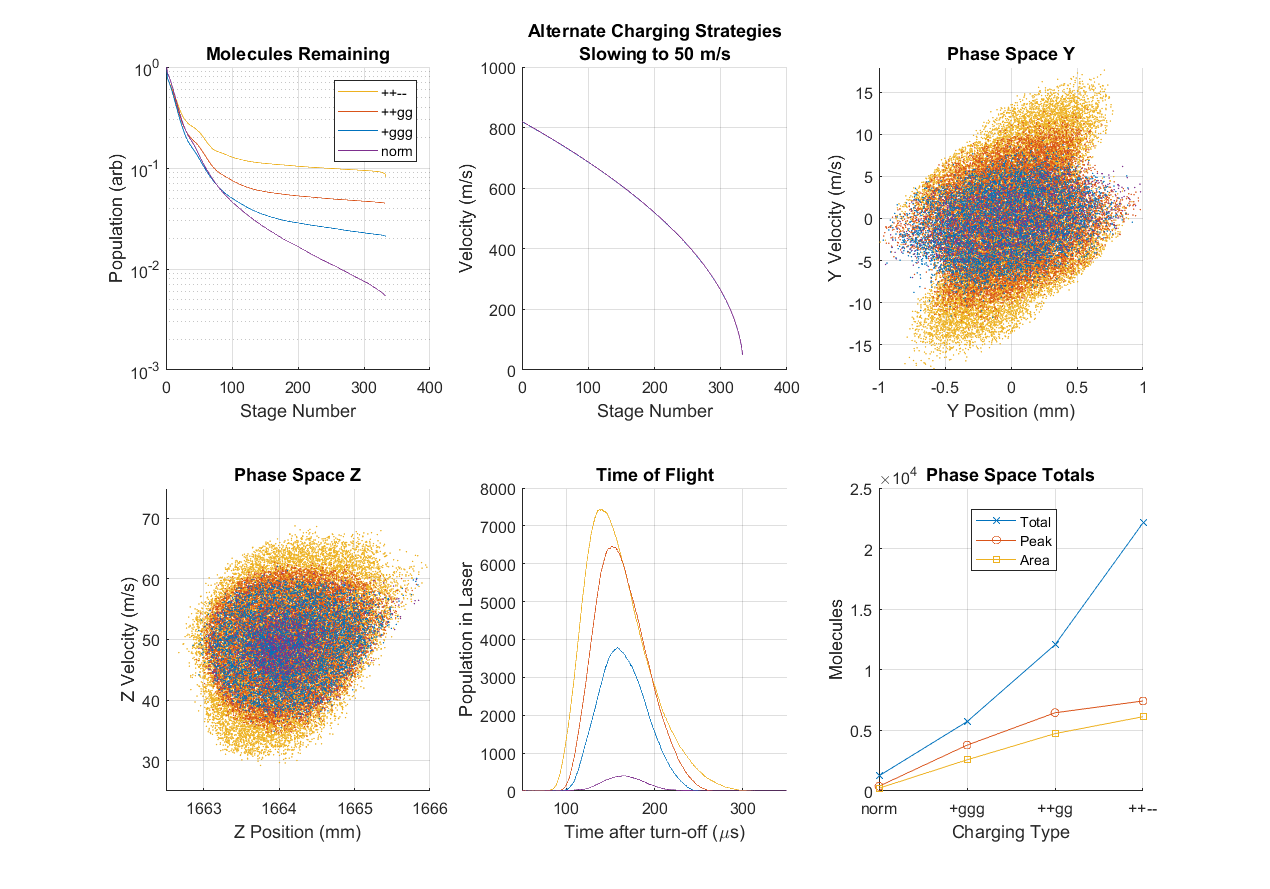 Molecules Remaining
10^0
10^-1
10^-2
10^-3
Population (arb)
++--
++gg
+ggg
norm
0 100 200 300 400
Stage Number
Alternate Charging Strategies
Slowing to 50 m/s
1000
800
600
400
200
0
Velocity (m/s)
0 100 200 300 400
Stage Number
Phase Space Y
15
10
5
0
-5
-10
-15
Y Velocity (m/s)
-1 -0.5 0 0.5 1
Y Position (mm)
Phase Space Z
70
60
50
40
30
Z Velocity (m/s)
1663 1664 1665 1666
Z Position (mm)
Time of Flight
8000
7000
6000
5000
4000
3000
2000
1000
0
Population in Laser
100 200 300
Time after turn-off (μs)
×10^4
Phase Space Totals
2.5
2
1.5
1
0.5
0
Molecules
Total
Peak
Area
norm +ggg ++gg ++--
Charging Type